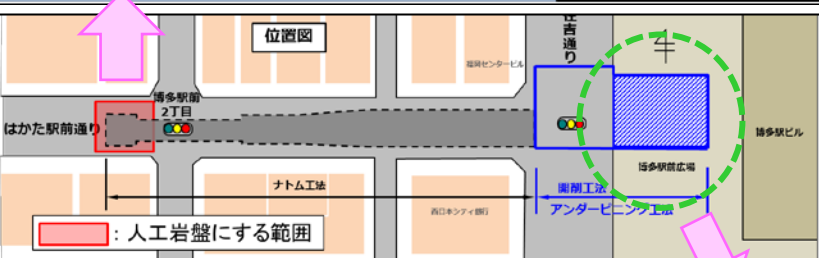 位置図
住吉通り
福岡センタービル
博多駅前
2丁目
はかた駅前通り
博多駅ビル
博多駅前広場
ナトム工法
開削工法
アンダーピニング工法
西日本シティ銀行
：人工岩盤にする範囲